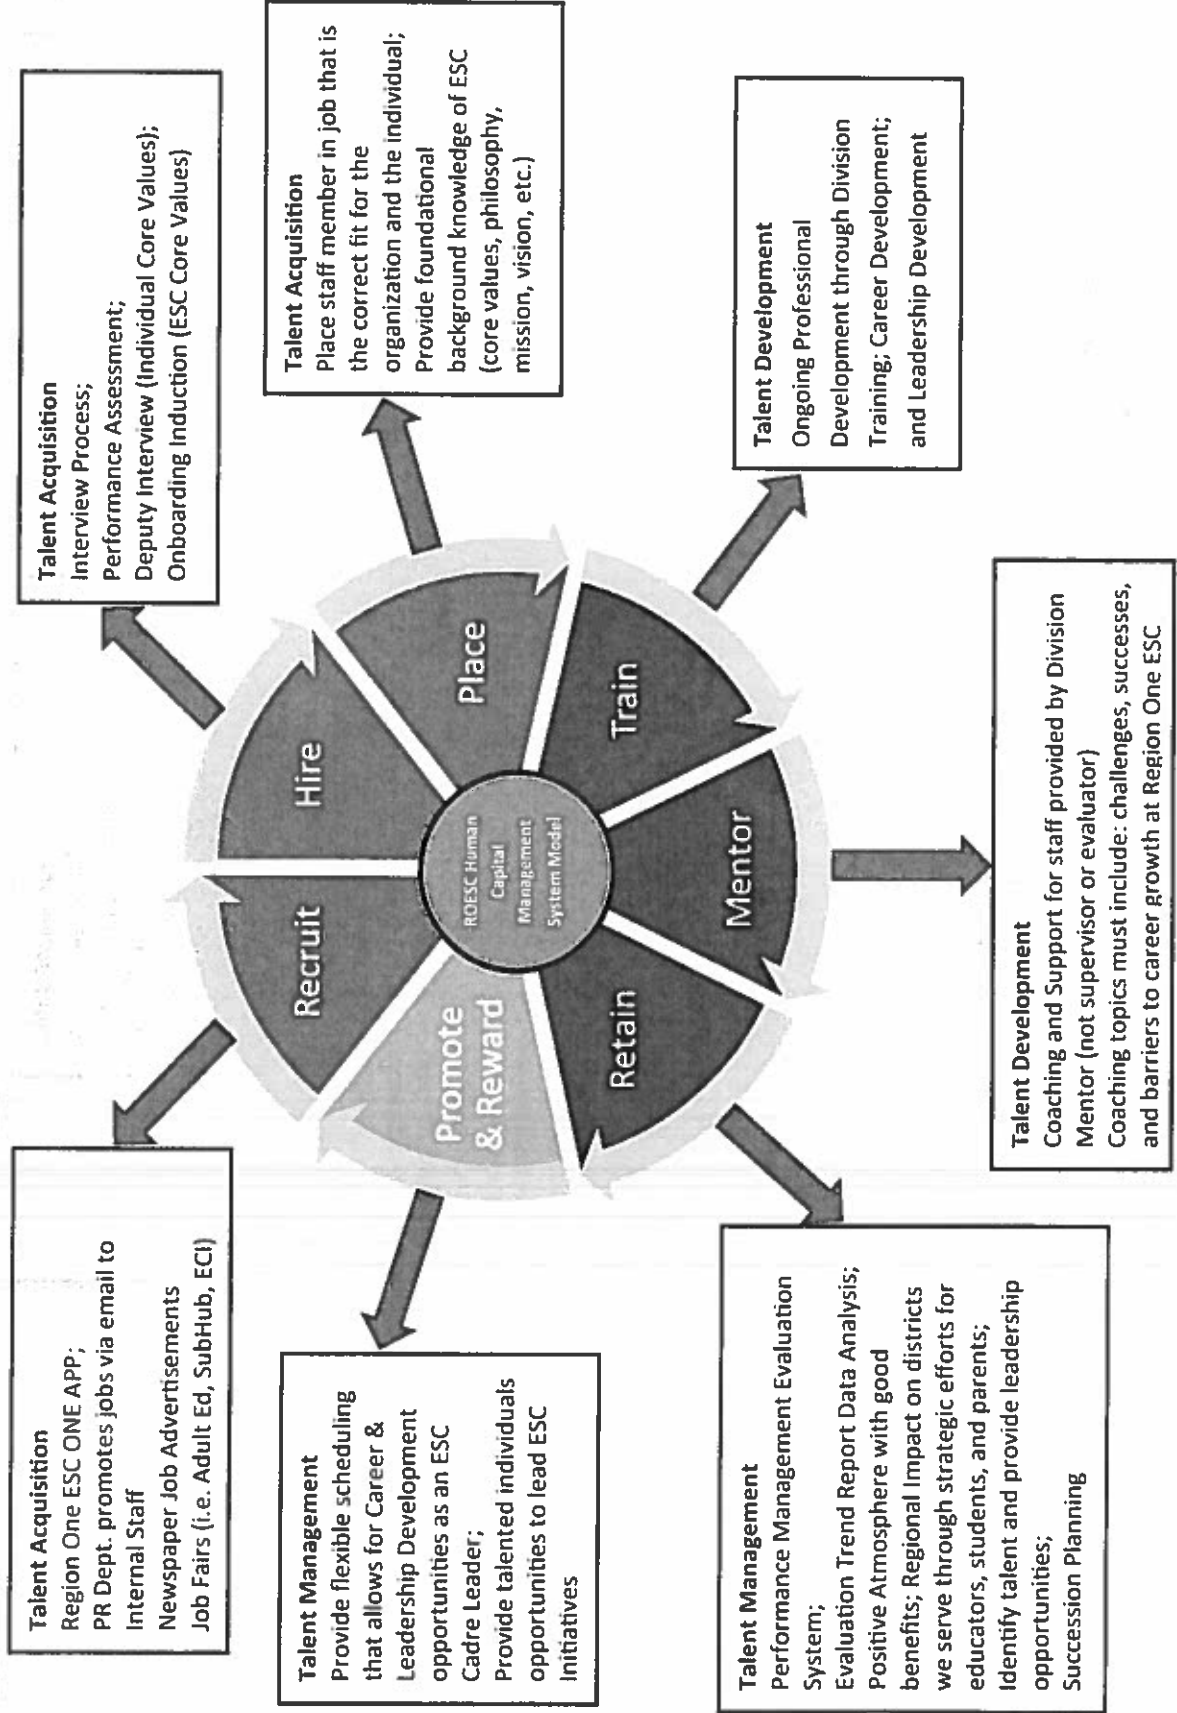 Talent Acquisition
Region One ESC ONE APP;
PR Dept. promotes jobs via email to
Internal Staff
Newspaper Job Advertisements
Job Fairs (i.e. Adult Ed, SubHub, ECI)
Talent Acquisition
Interview Process;
Performance Assessment;
Deputy Interview (Individual Core Values);
Onboarding Induction (ESC Core Values)
Talent Management
Provide flexible scheduling
that allows for Career &
Leadership Development
opportunities as an ESC
Cadre Leader;
Provide talented individuals
opportunities to lead ESC
Initiatives
Recruit
Hire
Promote
& Reward
Place
ROESC Human
Capital
Management
System Model
Retain
Train
Mentor
Talent Acquisition
Place staff member in job that is
the correct fit for the
organization and the individual;
Provide foundational
background knowledge of ESC
(core values, philosophy,
mission, vision, etc.)
Talent Management
Performance Management Evaluation
System;
Evaluation Trend Report Data Analysis;
Positive Atmosphere with good
benefits; Regional Impact on districts
we serve through strategic efforts for
educators, students, and parents;
Identify talent and provide leadership
opportunities;
Succession Planning
Talent Development
Ongoing Professional
Development through Division
Training; Career Development;
and Leadership Development
Talent Development
Coaching and Support for staff provided by Division
Mentor (not supervisor or evaluator)
Coaching topics must include: challenges, successes,
and barriers to career growth at Region One ESC